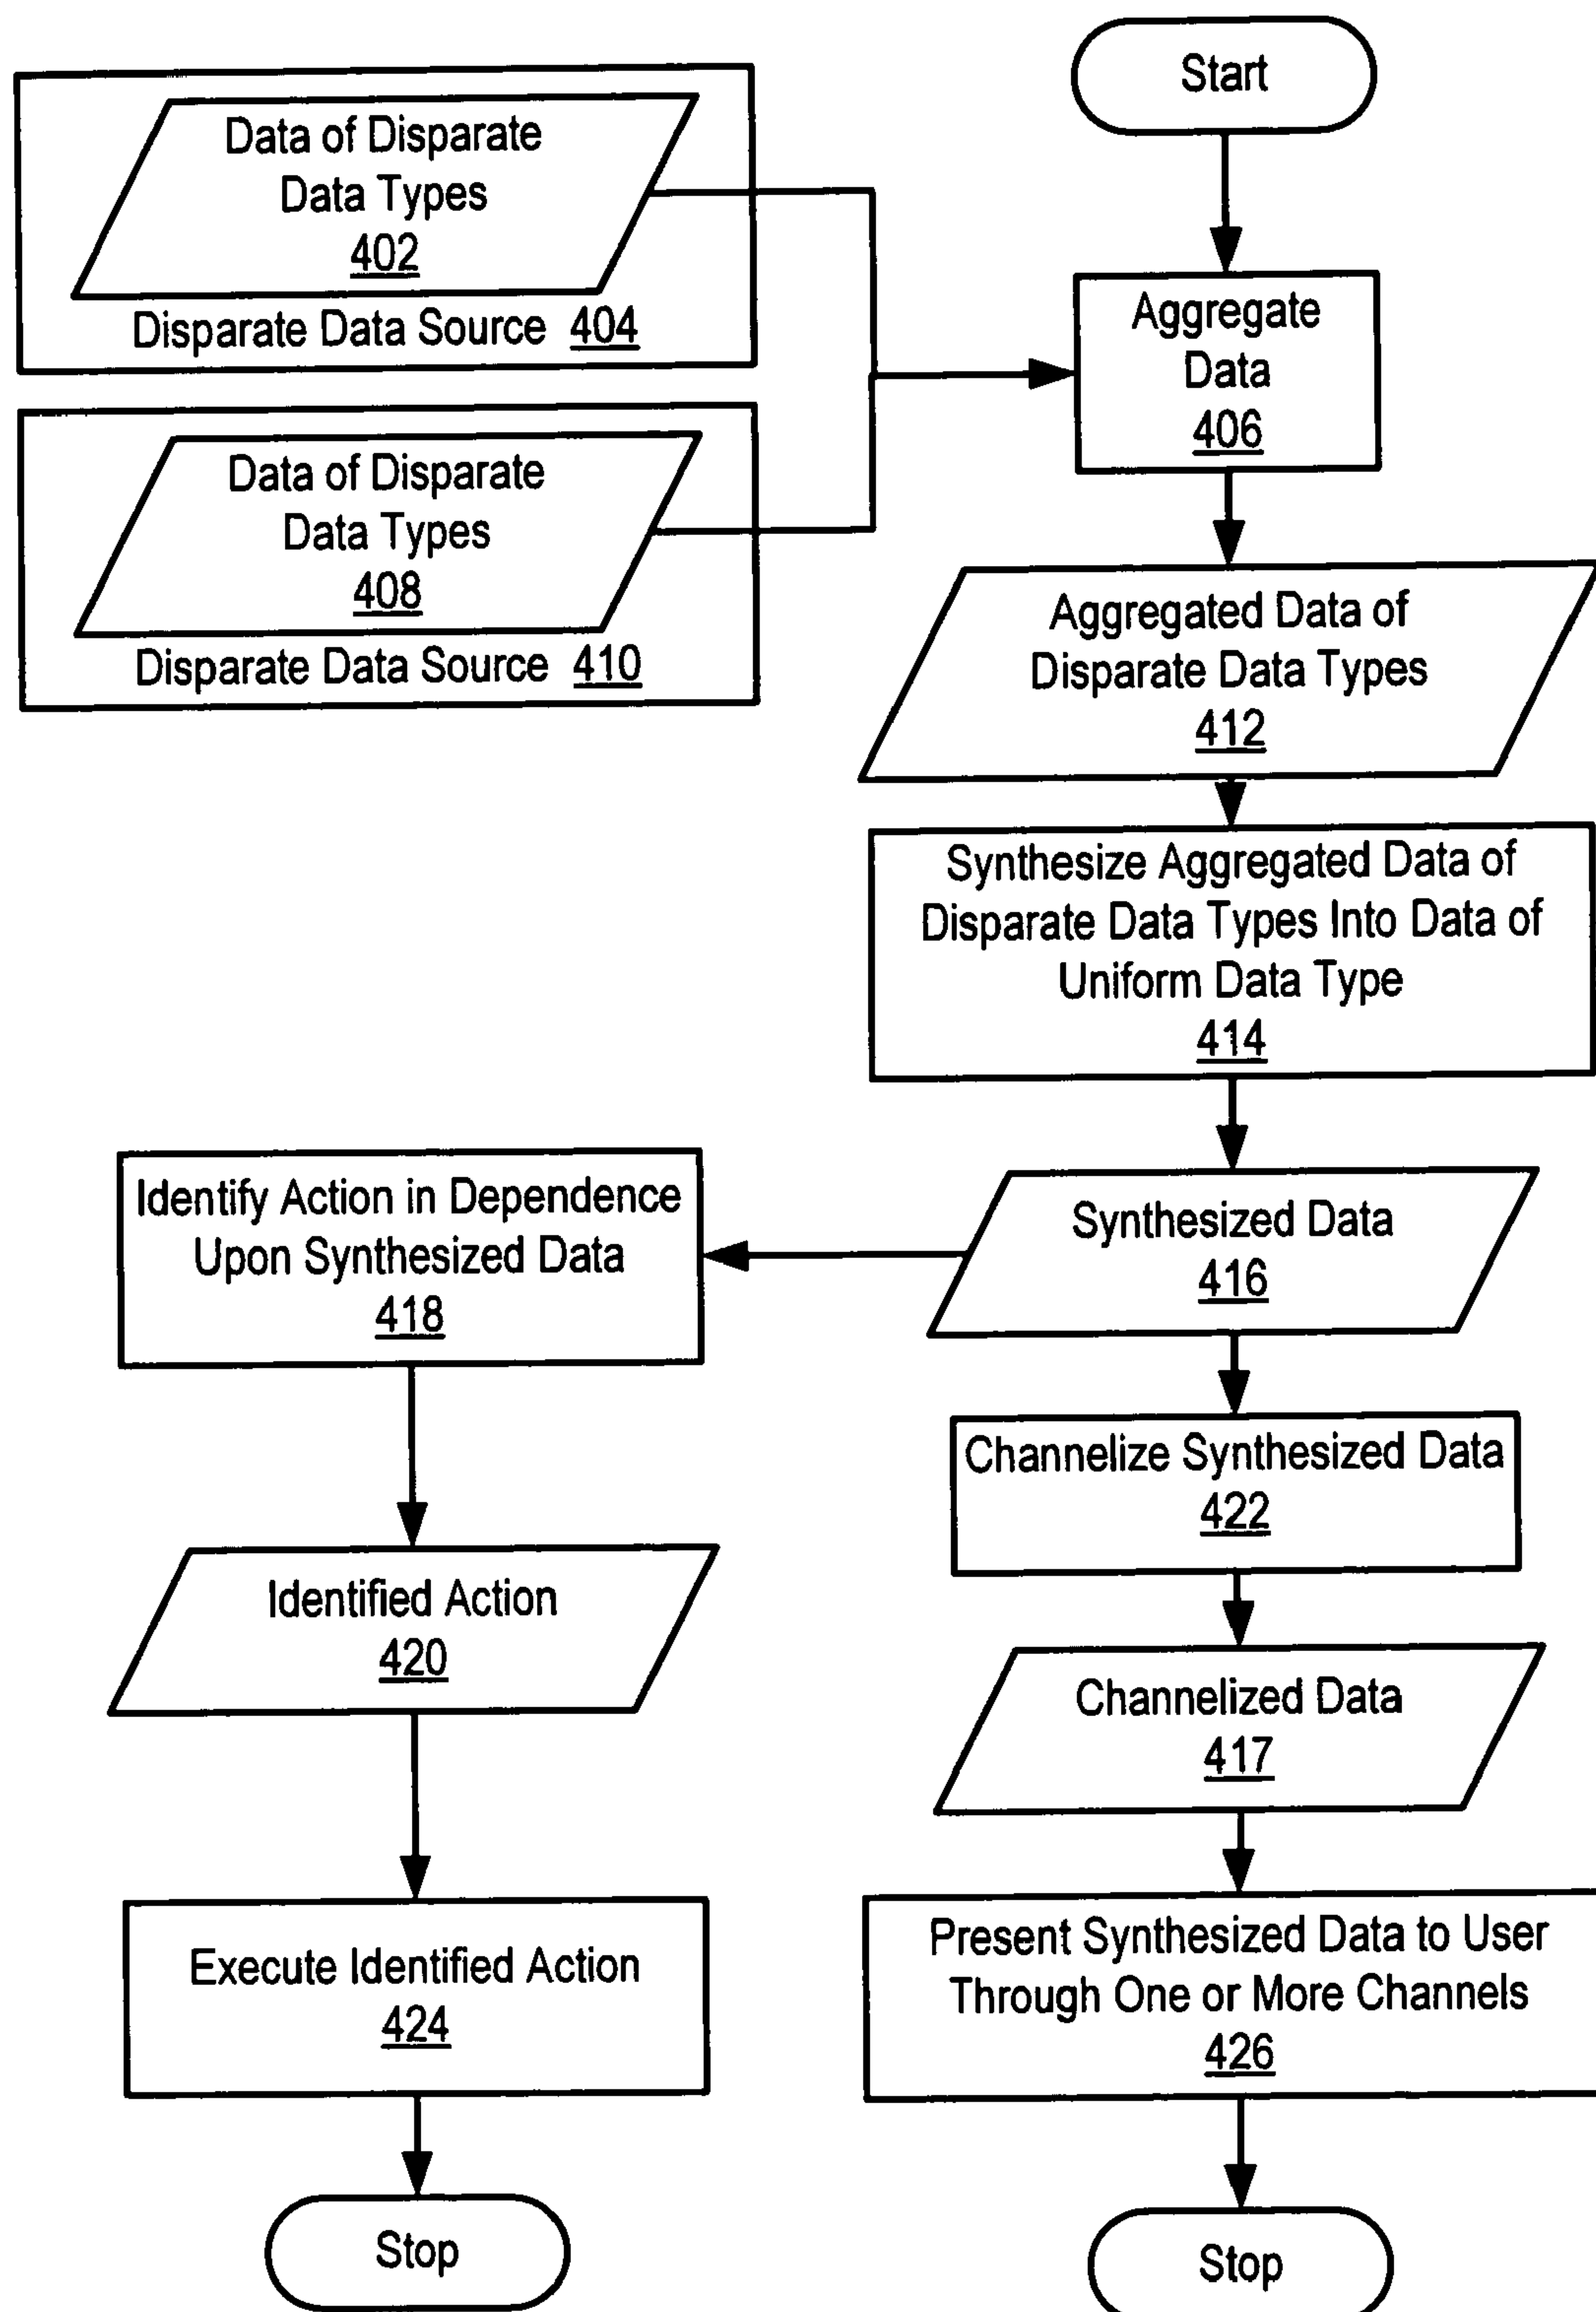 Start
Data of Disparate
Data Types
402
Disparate Data Source 404
Aggregate
Data
406
Data of Disparate
Data Types
408
Disparate Data Source 410
Aggregated Data of
Disparate Data Types
412
Synthesize Aggregated Data of
Disparate Data Types Into Data of
Uniform Data Type
414
Synthesized Data
416
Identify Action in Dependence
Upon Synthesized Data
418
Channelize Synthesized Data
422
Identified Action
420
Channelized Data
417
Execute Identified Action
424
Present Synthesized Data to User
Through One or More Channels
426
Stop
Stop